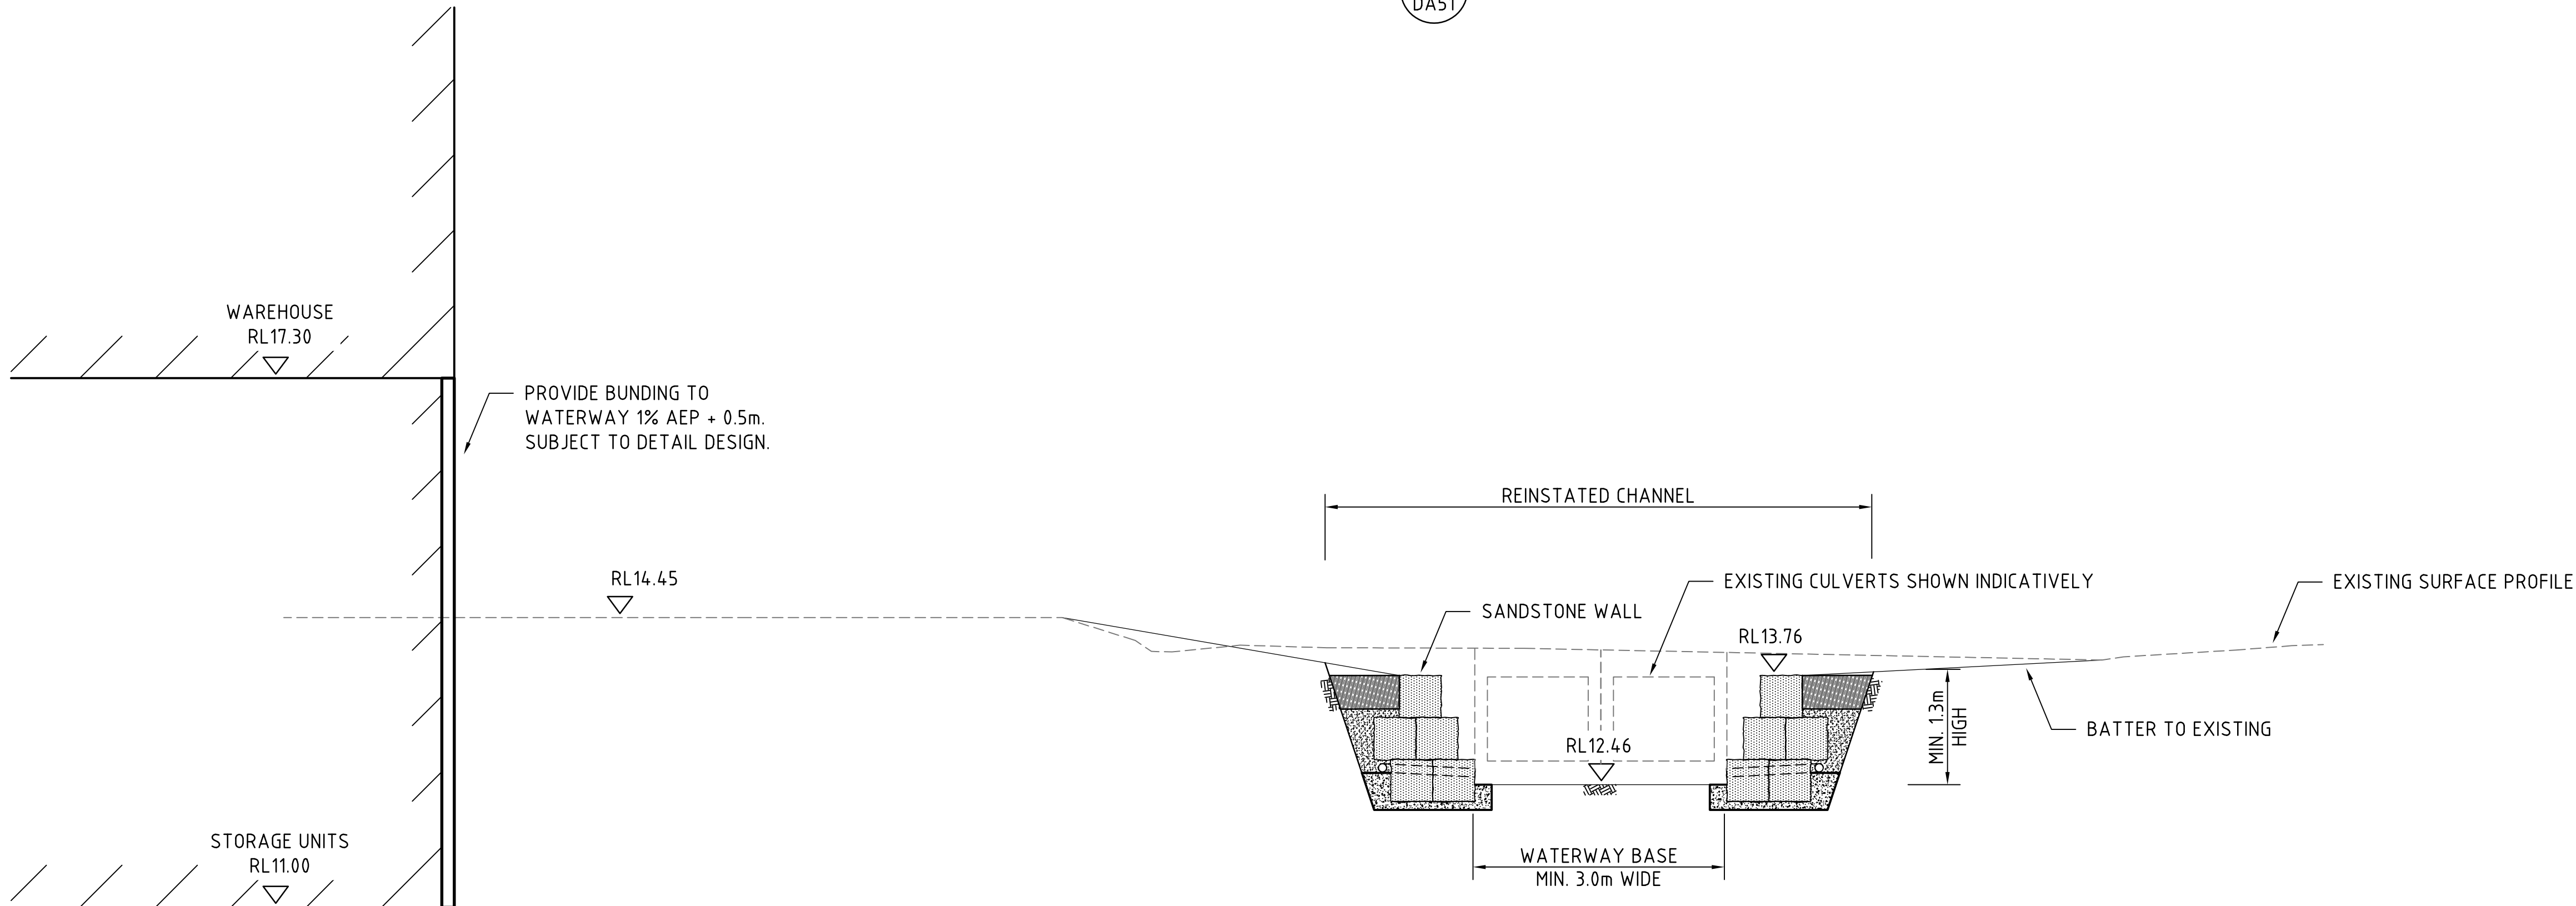 DA51
WAREHOUSE
RL17.30
PROVIDE BUNDING TO
WATERWAY 1% AEP + 0.5m.
SUBJECT TO DETAIL DESIGN.
REINSTATED CHANNEL
RL14.45
EXISTING CULVERTS SHOWN INDICATIVELY
EXISTING SURFACE PROFILE
SANDSTONE WALL
RL13.76
MIN. 1.3m
HIGH
BATTER TO EXISTING
RL12.46
STORAGE UNITS
RL11.00
WATERWAY BASE
MIN. 3.0m WIDE